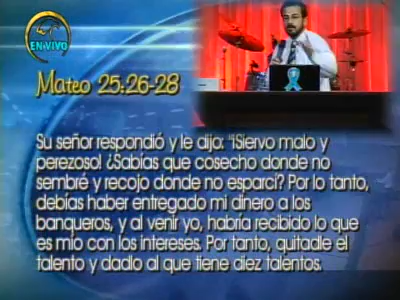 EN VIVO
Mateo 25:26-28
Su señor respondió y le dijo: "¡Siervo malo y
perezoso! ¿Sabías que cosecho donde no
sembré y recojo donde no esparcí? Por lo tanto,
debías haber entregado mi dinero a los
banqueros, y al venir yo, habría recibido lo que
es mío con los intereses. Por tanto, quitadle el
talento y dadlo al que tiene diez talentos.